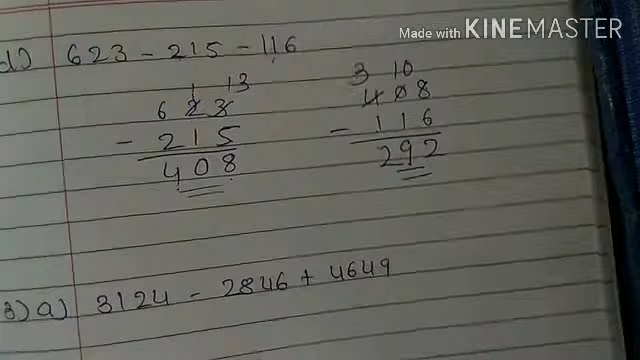 Made with KINEMASTER
d) 623 - 215 - 116
1 13
6 2 3
- 2 1 5
4 0 8
3 10
4 0 8
- 1 1 6
2 9 2
3) a) 3124 - 2846 + 4649